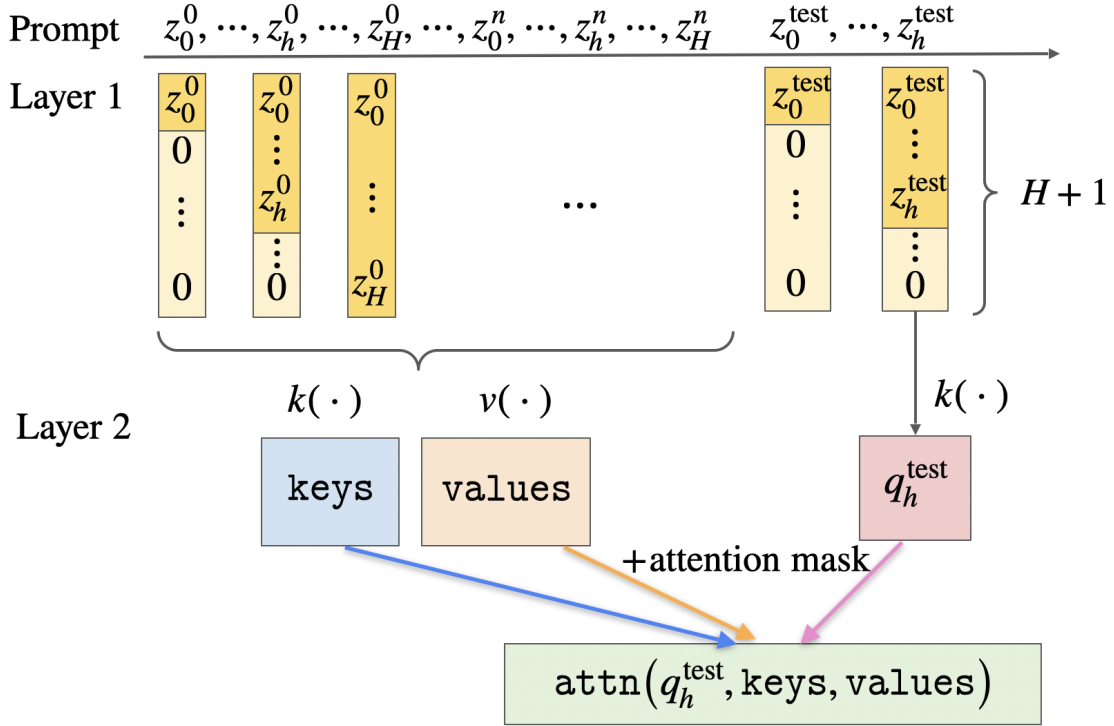 Prompt z_0^0, ⋯, z_h^0, ⋯, z_H^0, ⋯, z_0^n, ⋯, z_h^n, ⋯, z_H^n z_0^test, ⋯, z_h^test
Layer 1
z_0^0 z_0^0 z_0^0 z_0^test z_0^test
0 ⋮ 0 ⋮
⋮ z_h^0 ⋮ ⋯ ⋮ z_h^test H + 1
⋮ ⋮
0 0 z_H^0 0 0
k( · ) v( · ) k( · )
Layer 2
keys values q_h^test
+attention mask
attn(q_h^test, keys, values)